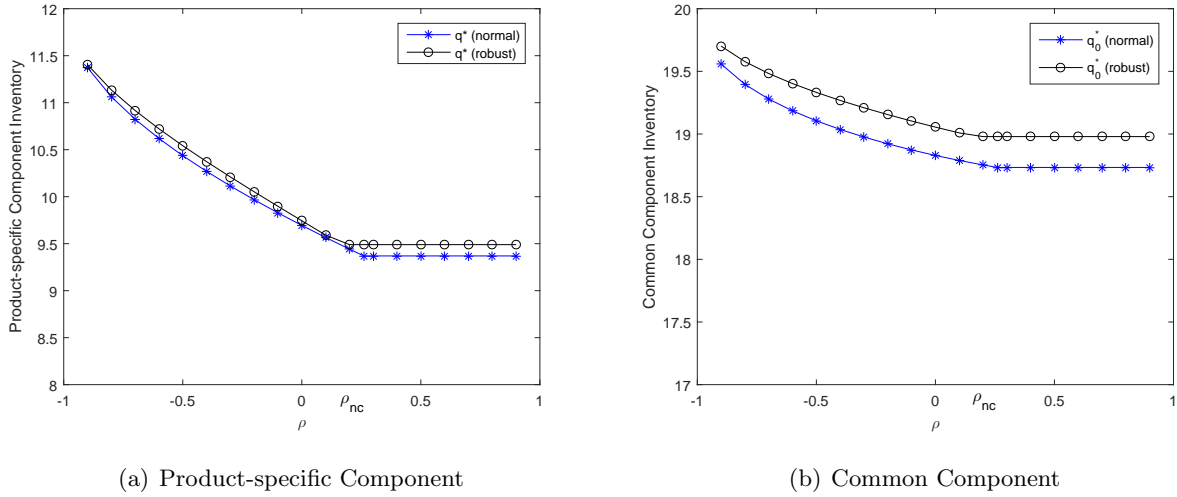 12
11.5
11
10.5
10
9.5
9
8.5
8
Product-specific Component Inventory
q* (normal)
q* (robust)
-1
-0.5
0
ρnc
0.5
1
ρ
(a) Product-specific Component
20
19.5
19
18.5
18
17.5
17
Common Component Inventory
q0* (normal)
q0* (robust)
-1
-0.5
0
ρnc
0.5
1
ρ
(b) Common Component